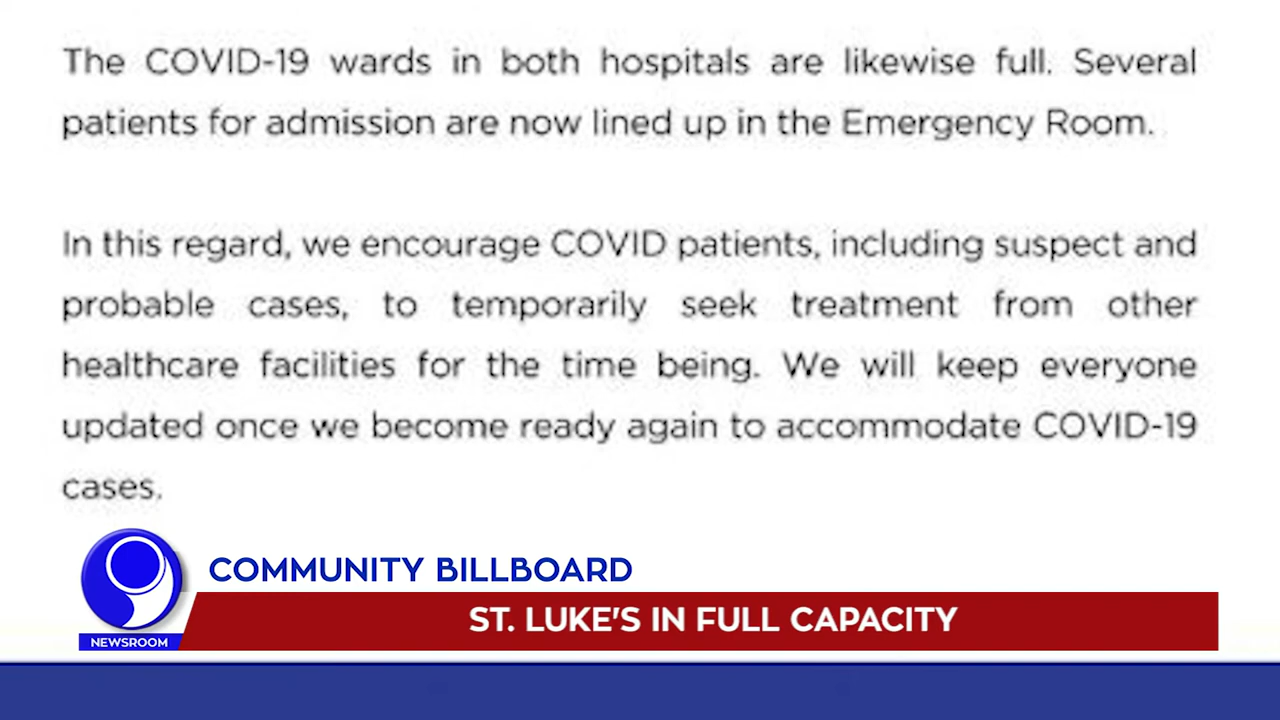 The COVID-19 wards in both hospitals are likewise full. Several
patients for admission are now lined up in the Emergency Room.
In this regard, we encourage COVID patients, including suspect and
probable cases, to temporarily seek treatment from other
healthcare facilities for the time being. We will keep everyone
updated once we become ready again to accommodate COVID-19
cases.
COMMUNITY BILLBOARD
ST. LUKE'S IN FULL CAPACITY
NEWSROOM